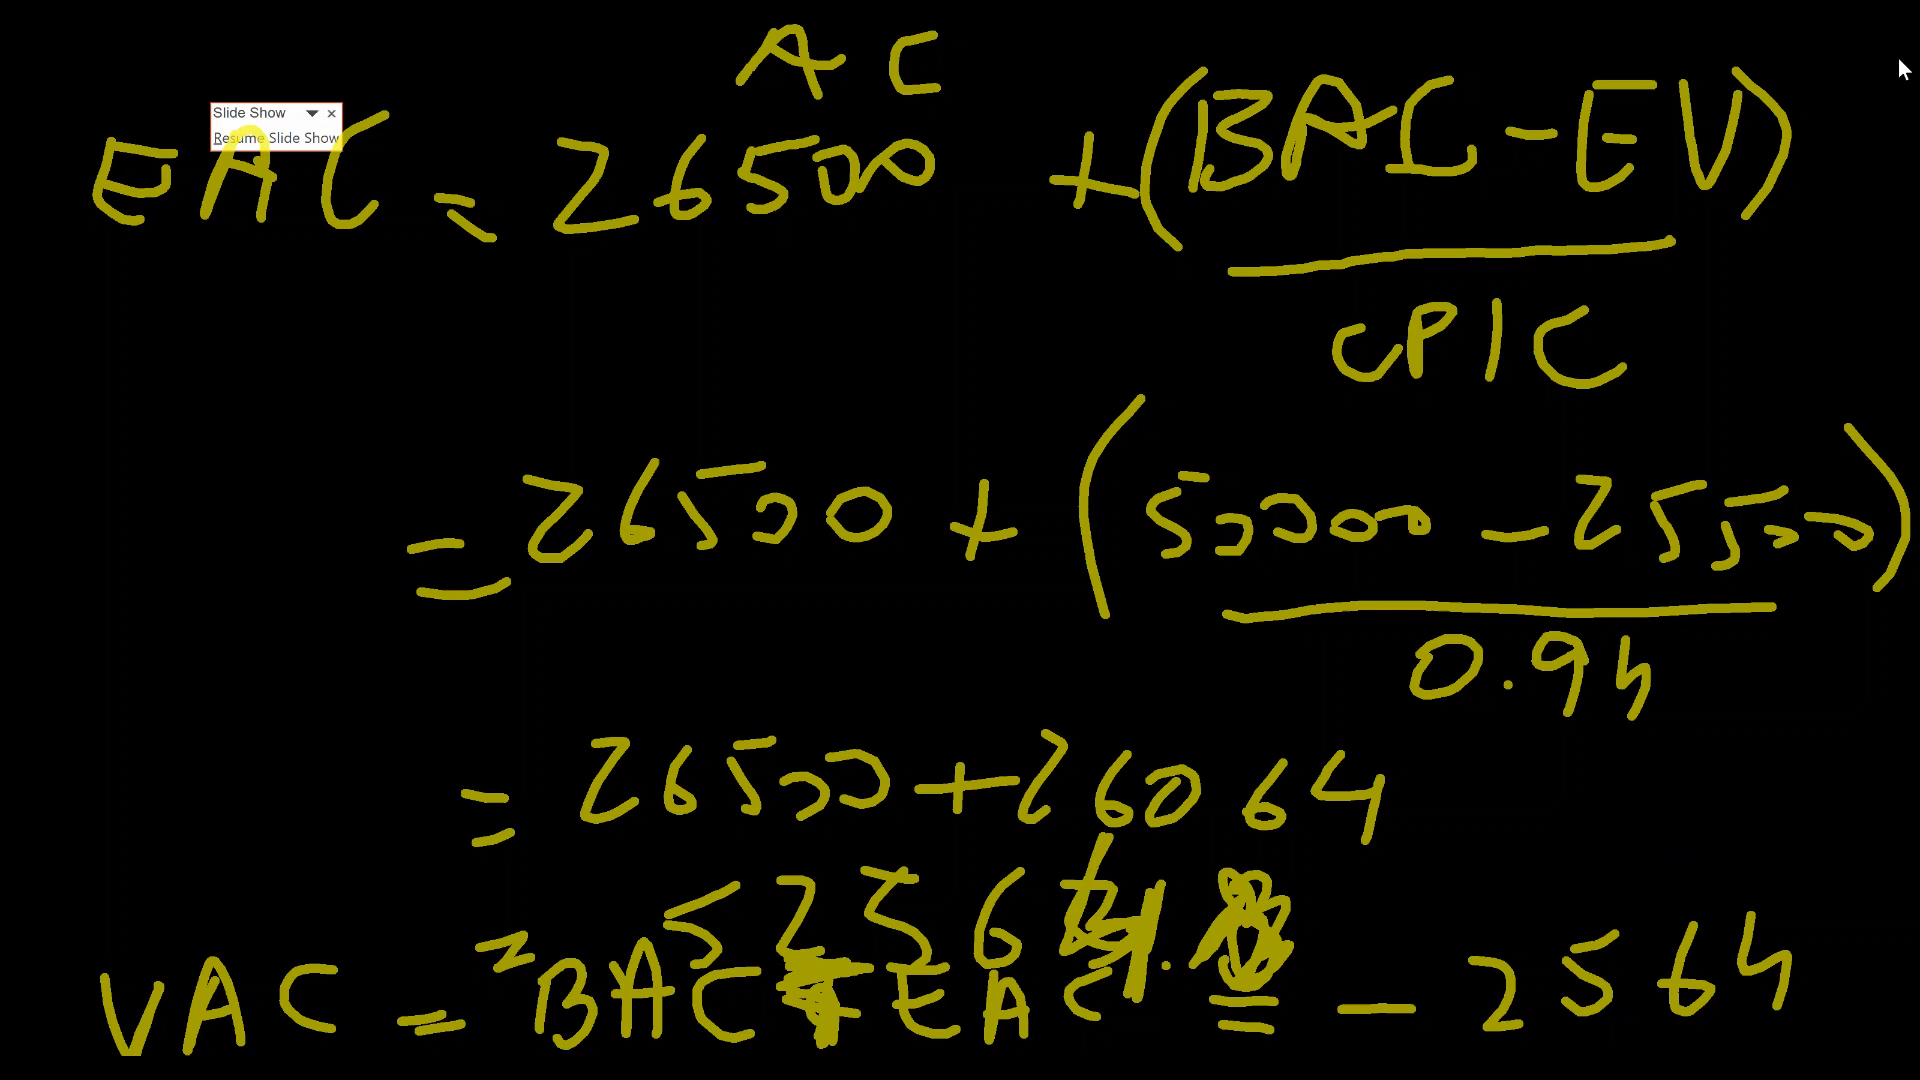 AC
Slide Show
Resume Slide Show
EAC = 26500 + (BAC - EV)
CPIC
= 26500 + (50000 - 25500)
0.94
= 26500 + 26064
= 5256
VAC = BAC - EAC = - 2564